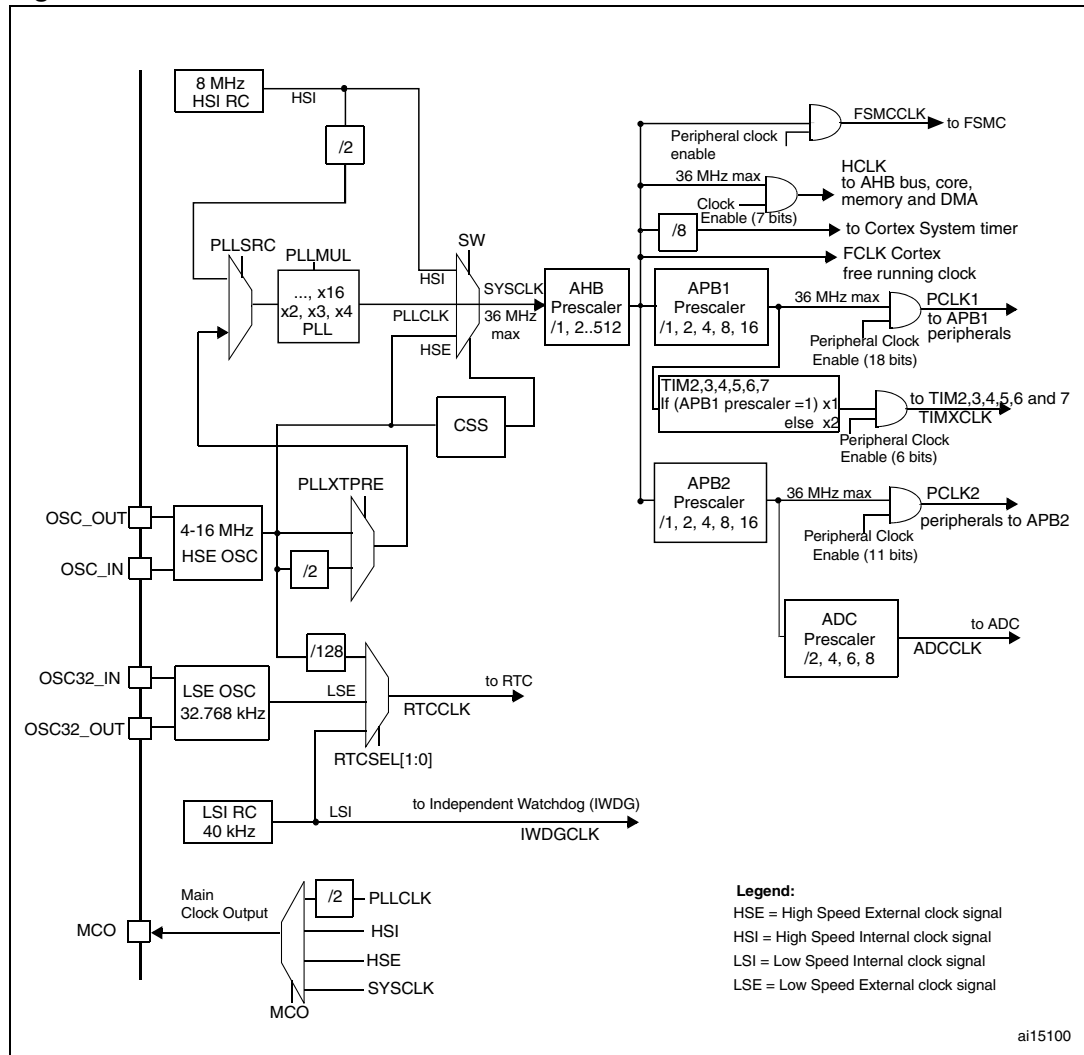 8 MHz
HSI RC
HSI
/2
FSMCCLK
to FSMC
Peripheral clock
enable
36 MHz max
HCLK
to AHB bus, core,
memory and DMA
Clock
Enable (7 bits)
/8
to Cortex System timer
FCLK Cortex
free running clock
PLLSRC
PLLMUL
..., x16
x2, x3, x4
PLL
SW
HSI
PLLCLK
HSE
SYSCLK
36 MHz
max
AHB
Prescaler
/1, 2..512
APB1
Prescaler
/1, 2, 4, 8, 16
36 MHz max
PCLK1
to APB1
peripherals
Peripheral Clock
Enable (18 bits)
TIM2,3,4,5,6,7
If (APB1 prescaler =1) x1
else x2
to TIM2,3,4,5,6 and 7
TIMXCLK
Peripheral Clock
Enable (6 bits)
CSS
PLLXTPRE
OSC_OUT
OSC_IN
4-16 MHz
HSE OSC
/2
APB2
Prescaler
/1, 2, 4, 8, 16
36 MHz max
PCLK2
peripherals to APB2
Peripheral Clock
Enable (11 bits)
ADC
Prescaler
/2, 4, 6, 8
to ADC
ADCCLK
/128
OSC32_IN
OSC32_OUT
LSE OSC
32.768 kHz
LSE
to RTC
RTCCLK
RTCSEL[1:0]
LSI RC
40 kHz
LSI
to Independent Watchdog (IWDG)
IWDGCLK
Main
Clock Output
MCO
/2
PLLCLK
HSI
HSE
SYSCLK
MCO
Legend:
HSE = High Speed External clock signal
HSI = High Speed Internal clock signal
LSI = Low Speed Internal clock signal
LSE = Low Speed External clock signal
ai15100